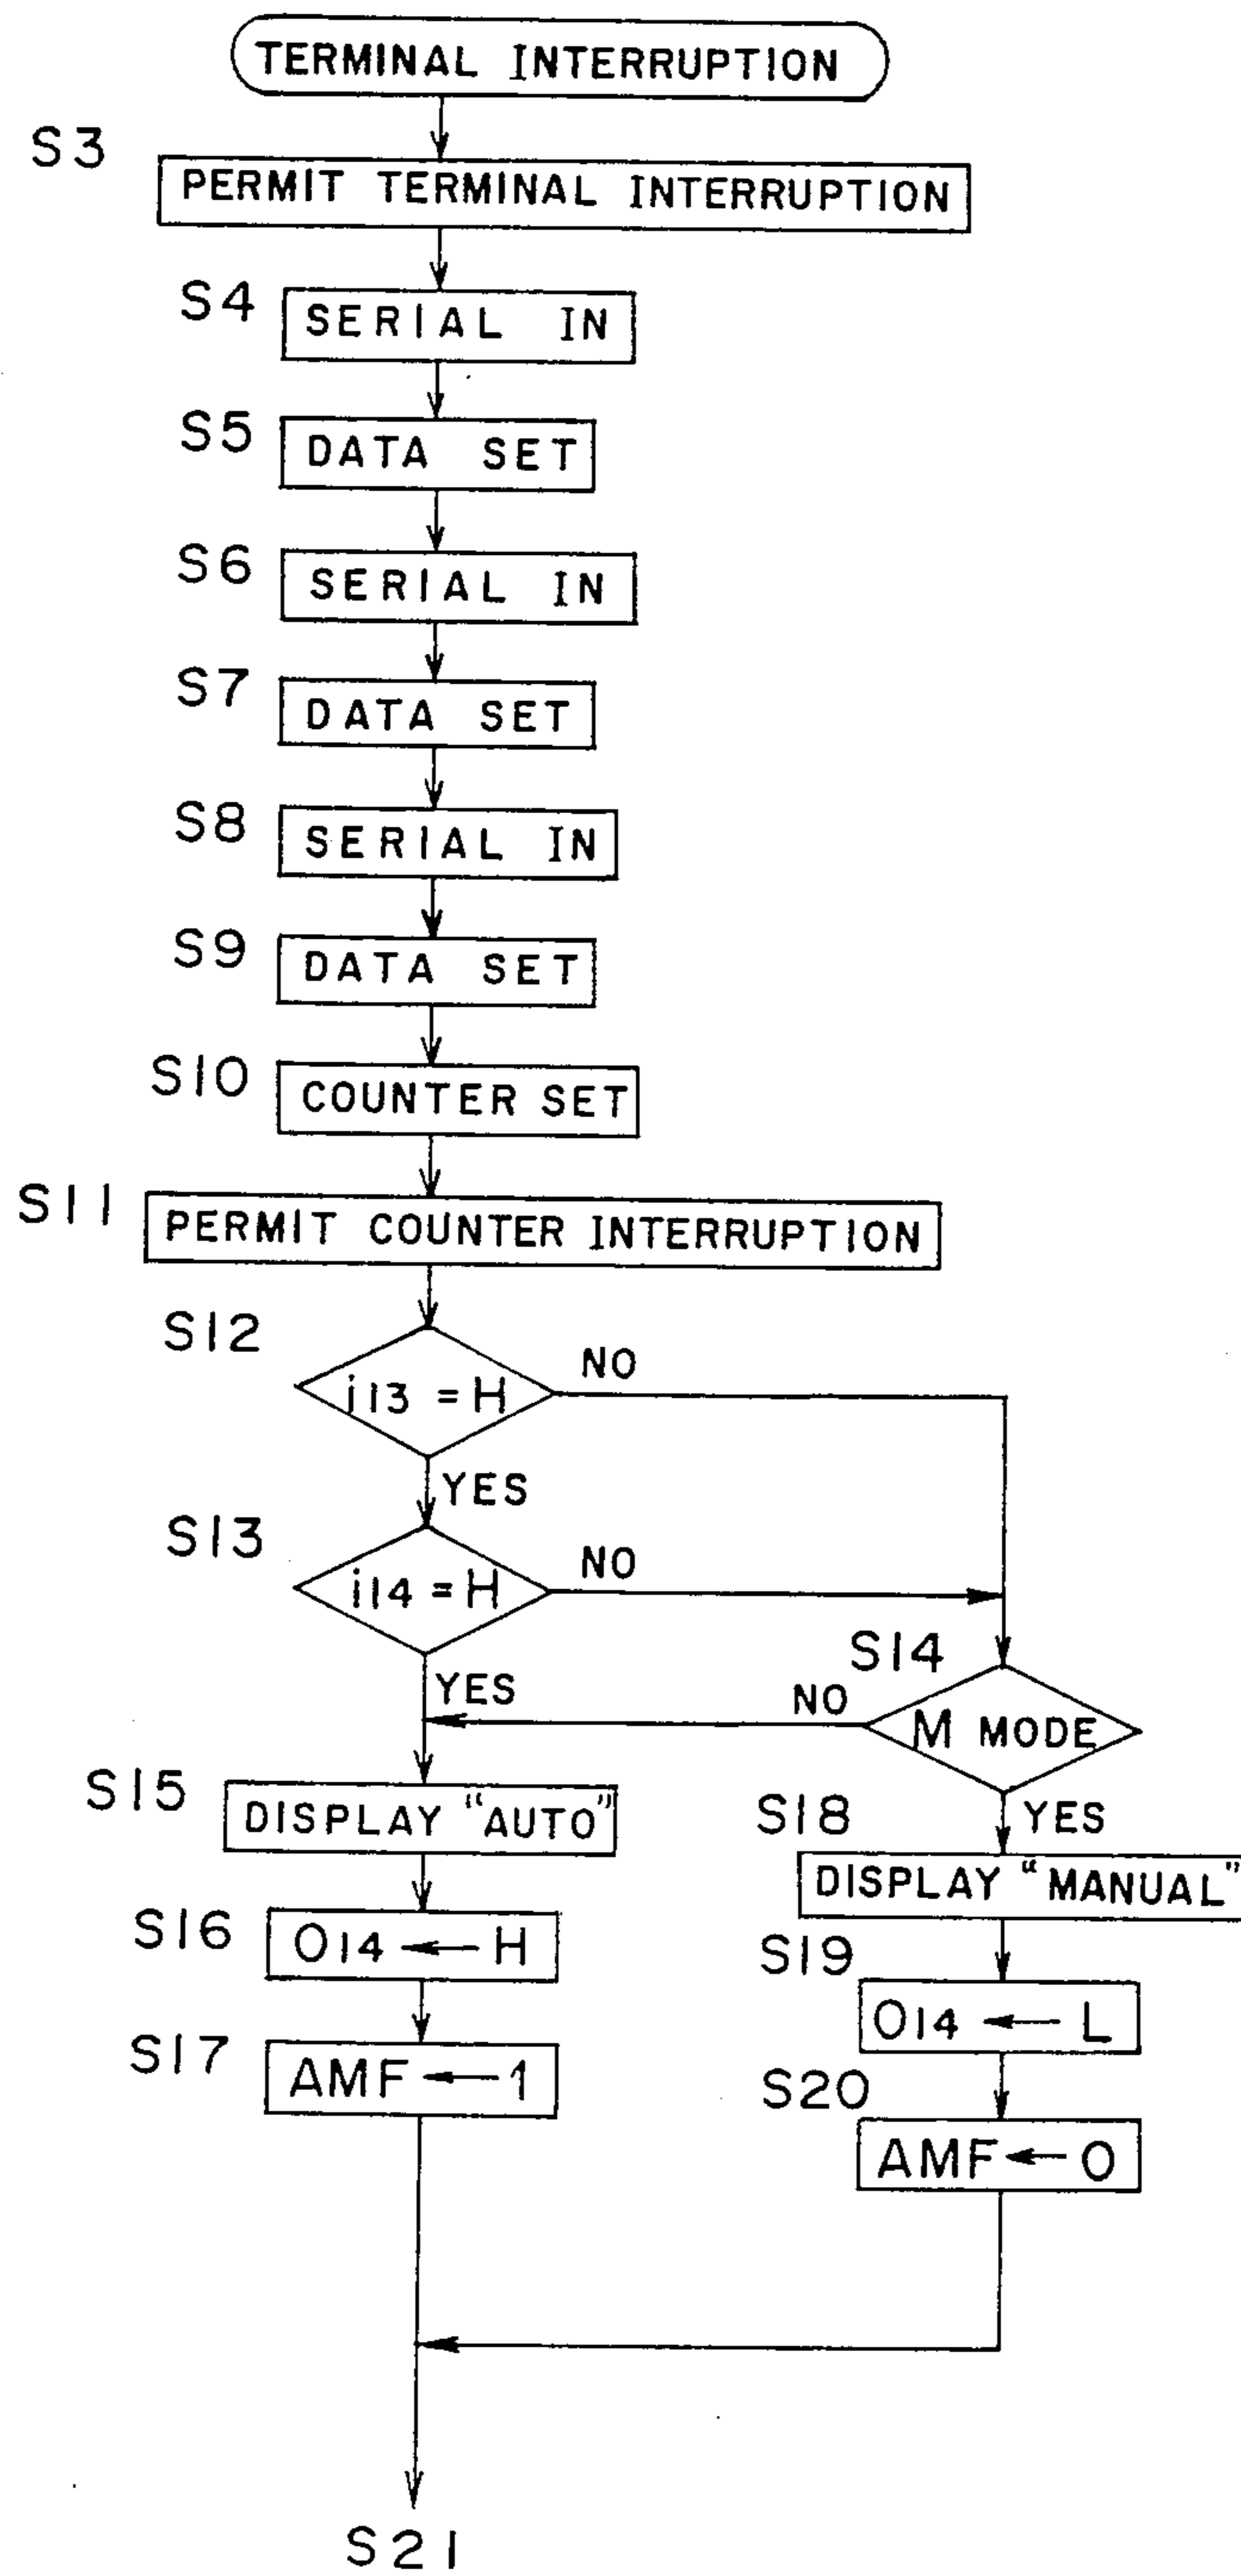 TERMINAL INTERRUPTION
S3
PERMIT TERMINAL INTERRUPTION
S4
SERIAL IN
S5
DATA SET
S6
SERIAL IN
S7
DATA SET
S8
SERIAL IN
S9
DATA SET
S10
COUNTER SET
S11
PERMIT COUNTER INTERRUPTION
S12
i13 = H
NO
YES
S13
i14 = H
NO
YES
S14
M MODE
NO
YES
S15
DISPLAY "AUTO"
S16
O14 ← H
S17
AMF ← 1
S18
DISPLAY "MANUAL"
S19
O14 ← L
S20
AMF ← 0
S21